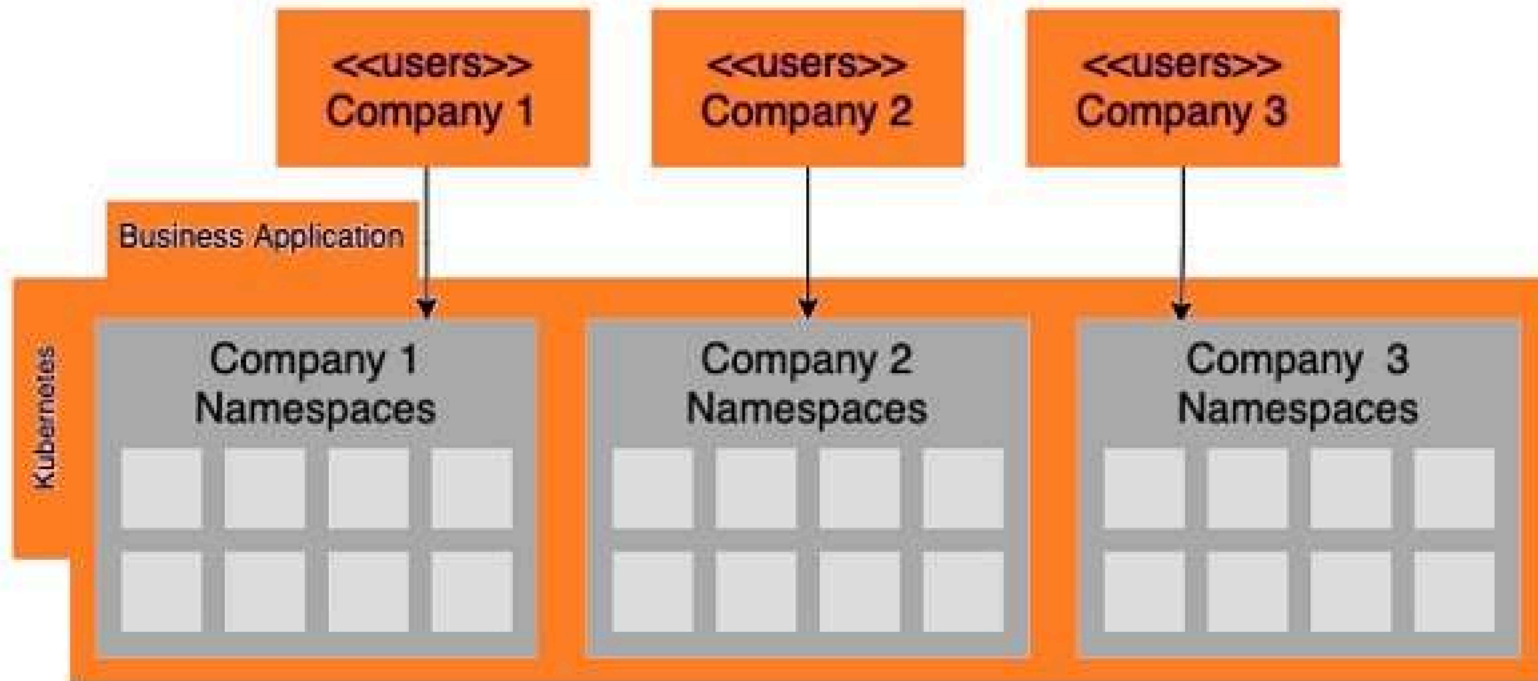 <<users>>
Company 1
<<users>>
Company 2
<<users>>
Company 3
Business Application
Kubernetes
Company 1
Namespaces
Company 2
Namespaces
Company  3
Namespaces